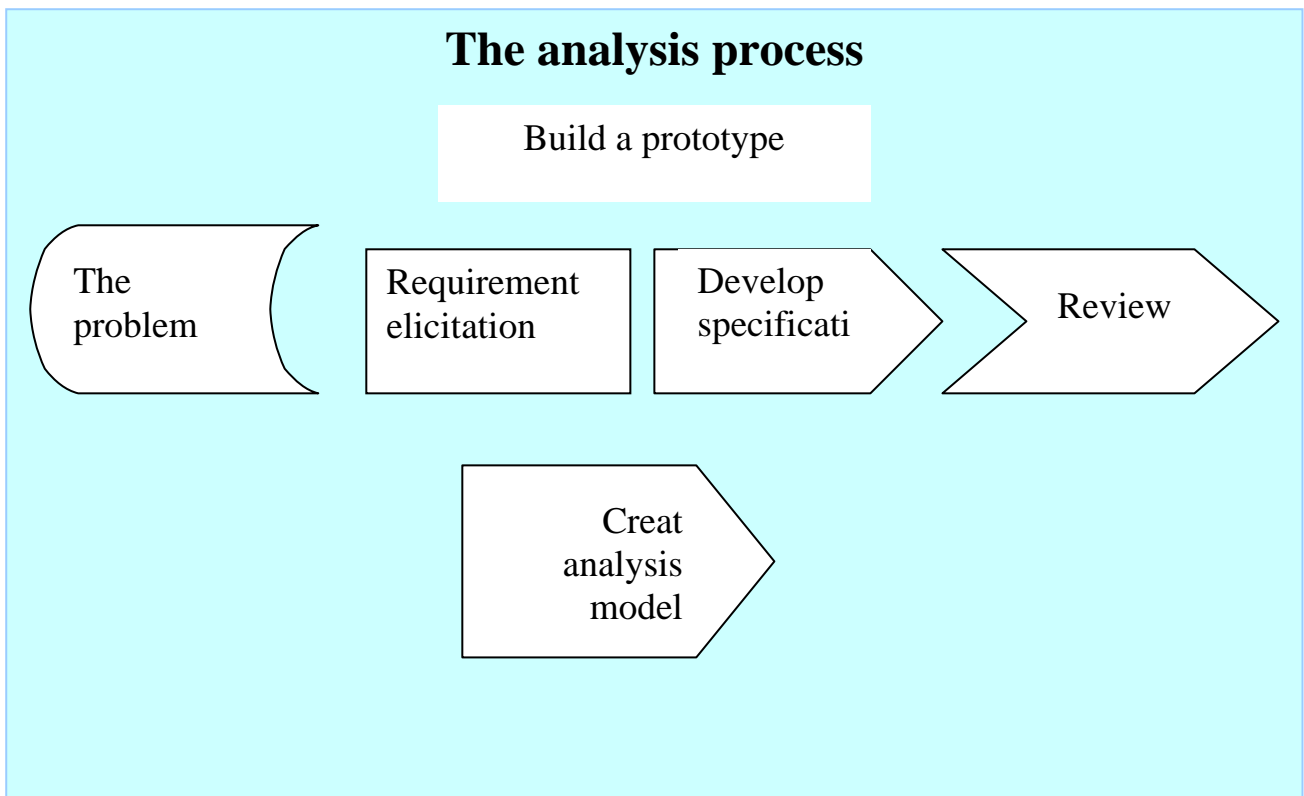 The analysis process
Build a prototype
The
problem
Requirement
elicitation
Develop
specificati
Review
Creat
analysis
model